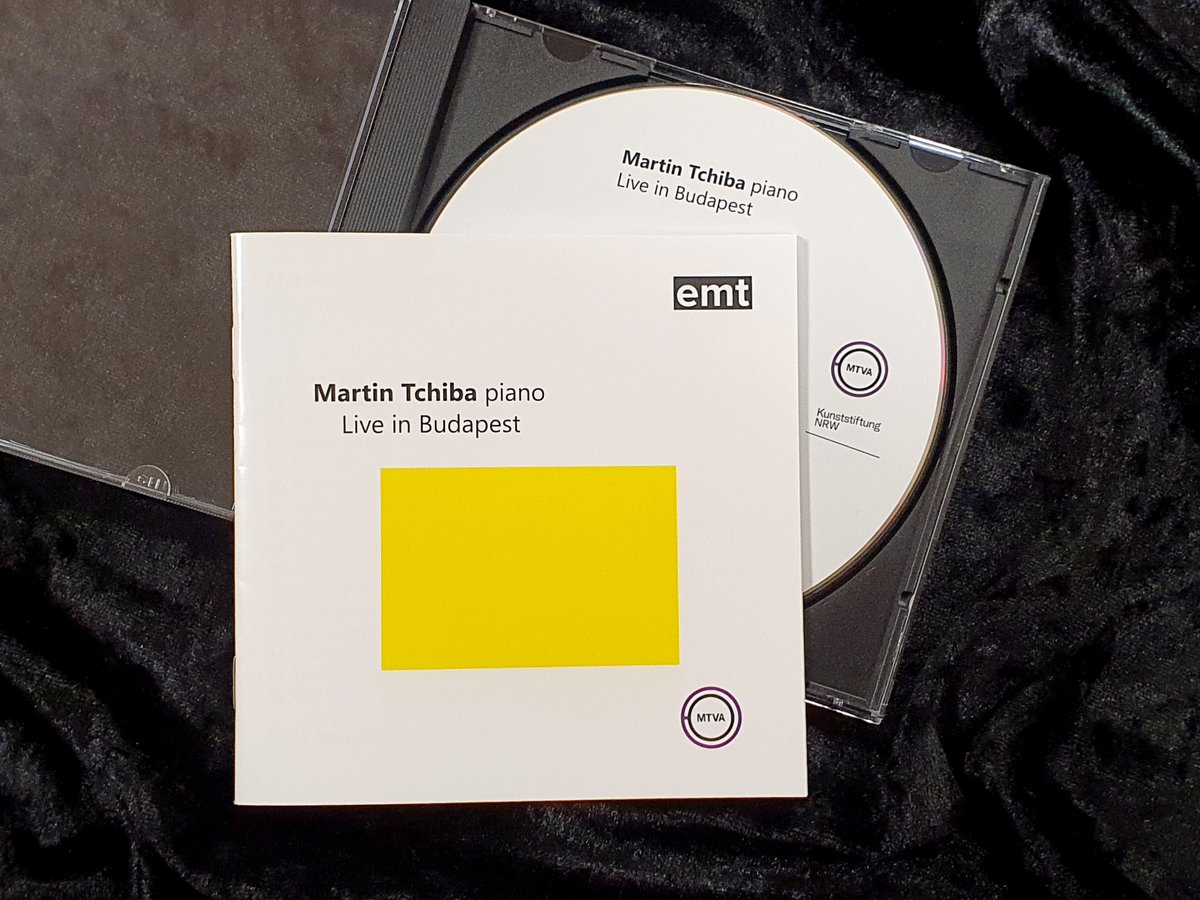 Martin Tchiba piano
Live in Budapest
MTVA
Kunststiftung
NRW
emt
Martin Tchiba piano
Live in Budapest
MTVA